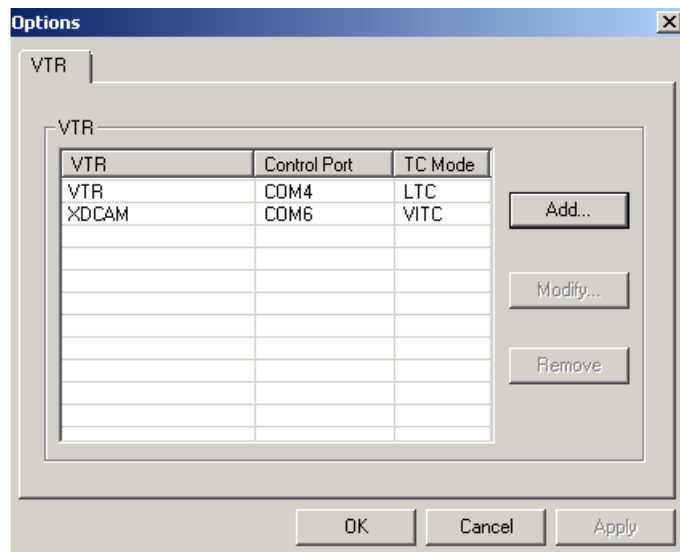 Options
VTR
VTR
VTR Control Port TC Mode
VTR COM4 LTC
XDCAM COM6 VITC
Add...
Modify...
Remove
OK Cancel Apply